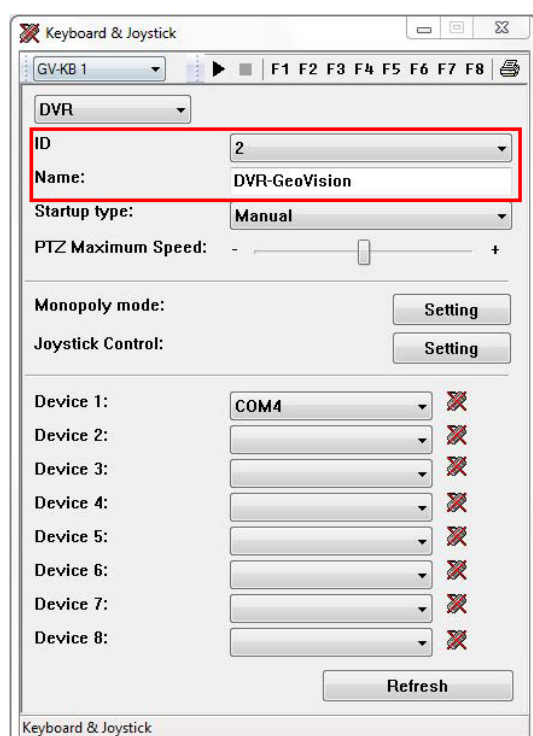 Keyboard & Joystick
GV-KB 1 F1 F2 F3 F4 F5 F6 F7 F8
DVR
ID 2
Name: DVR-GeoVision
Startup type: Manual
PTZ Maximum Speed: - +
Monopoly mode: Setting
Joystick Control: Setting
Device 1: COM4
Device 2:
Device 3:
Device 4:
Device 5:
Device 6:
Device 7:
Device 8:
Refresh
Keyboard & Joystick